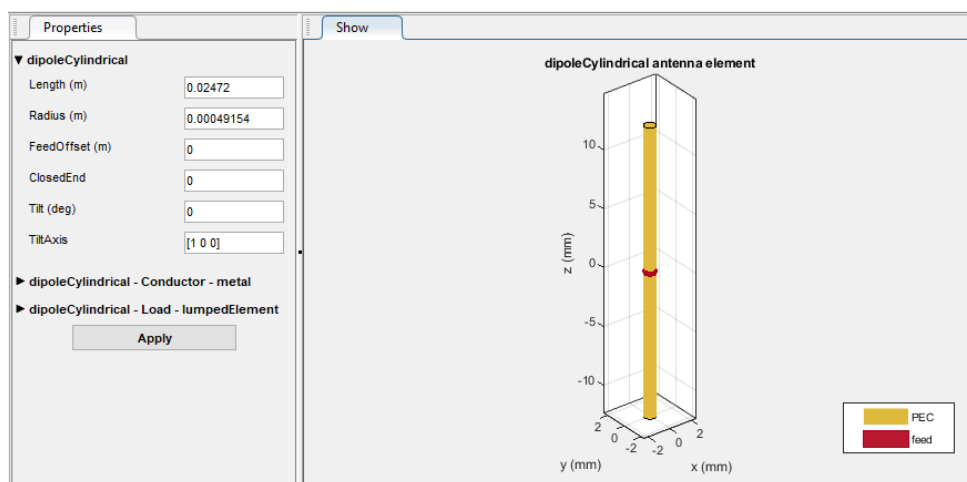 Properties
▼ dipoleCylindrical
Length (m) 0.02472
Radius (m) 0.00049154
FeedOffset (m) 0
ClosedEnd 0
Tilt (deg) 0
TiltAxis [1 0 0]
► dipoleCylindrical - Conductor - metal
► dipoleCylindrical - Load - lumpedElement
Apply
Show
dipoleCylindrical antenna element
10
5
0
-5
-10
z (mm)
2
0
-2
y (mm)
-2
0
2
x (mm)
PEC
feed